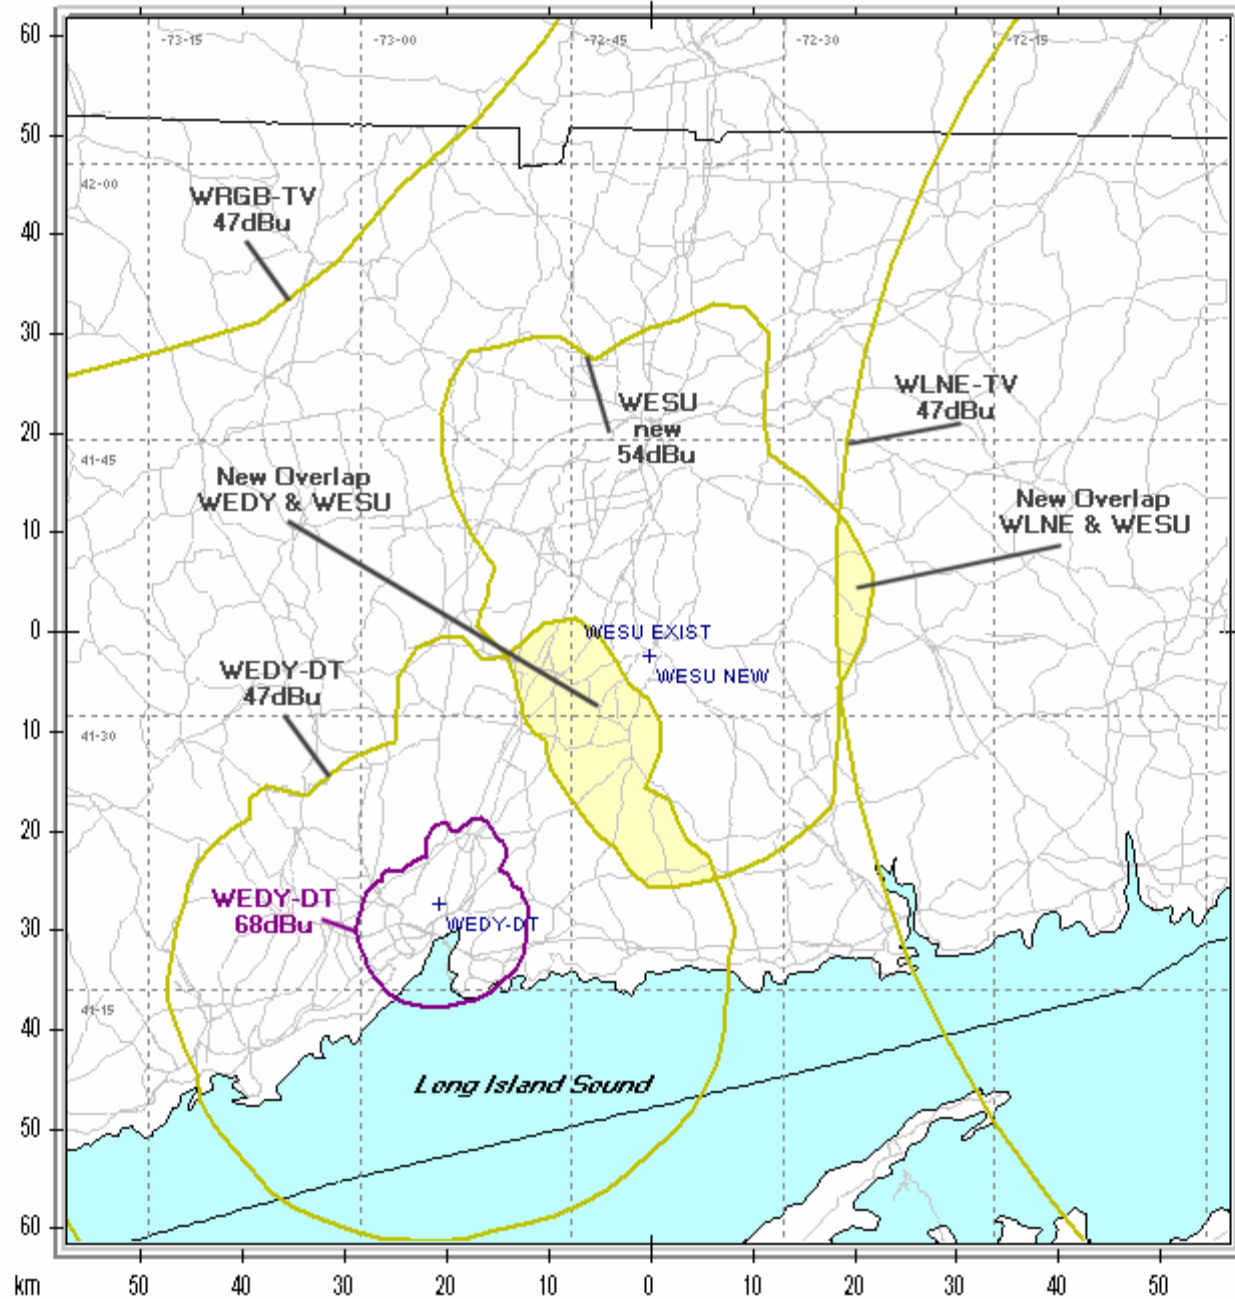 60
-73-15
-73-00
-72-45
-72-30
-72-15
50
42-00
WRGB-TV
47dBu
40
30
WESU
new
54dBu
WLNE-TV
47dBu
20
41-45
New Overlap
WEDY & WESU
New Overlap
WLNE & WESU
10
0
WESU EXIST
WESU NEW
WEDY-DT
47dBu
10
41-30
20
WEDY-DT
68dBu
WEDY-DT
30
41-15
40
Long Island Sound
50
60
km
50
40
30
20
10
0
10
20
30
40
50